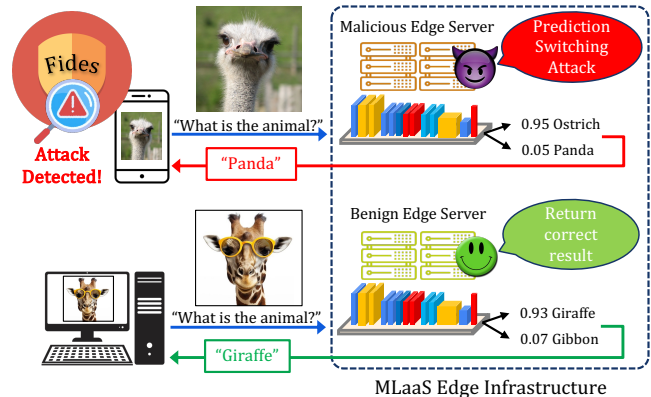 Fides
Attack
Detected!
"What is the animal?"
"Panda"
Malicious Edge Server
Prediction
Switching
Attack
0.95 Ostrich
0.05 Panda
"What is the animal?"
"Giraffe"
Benign Edge Server
Return
correct
result
0.93 Giraffe
0.07 Gibbon
MLaaS Edge Infrastructure